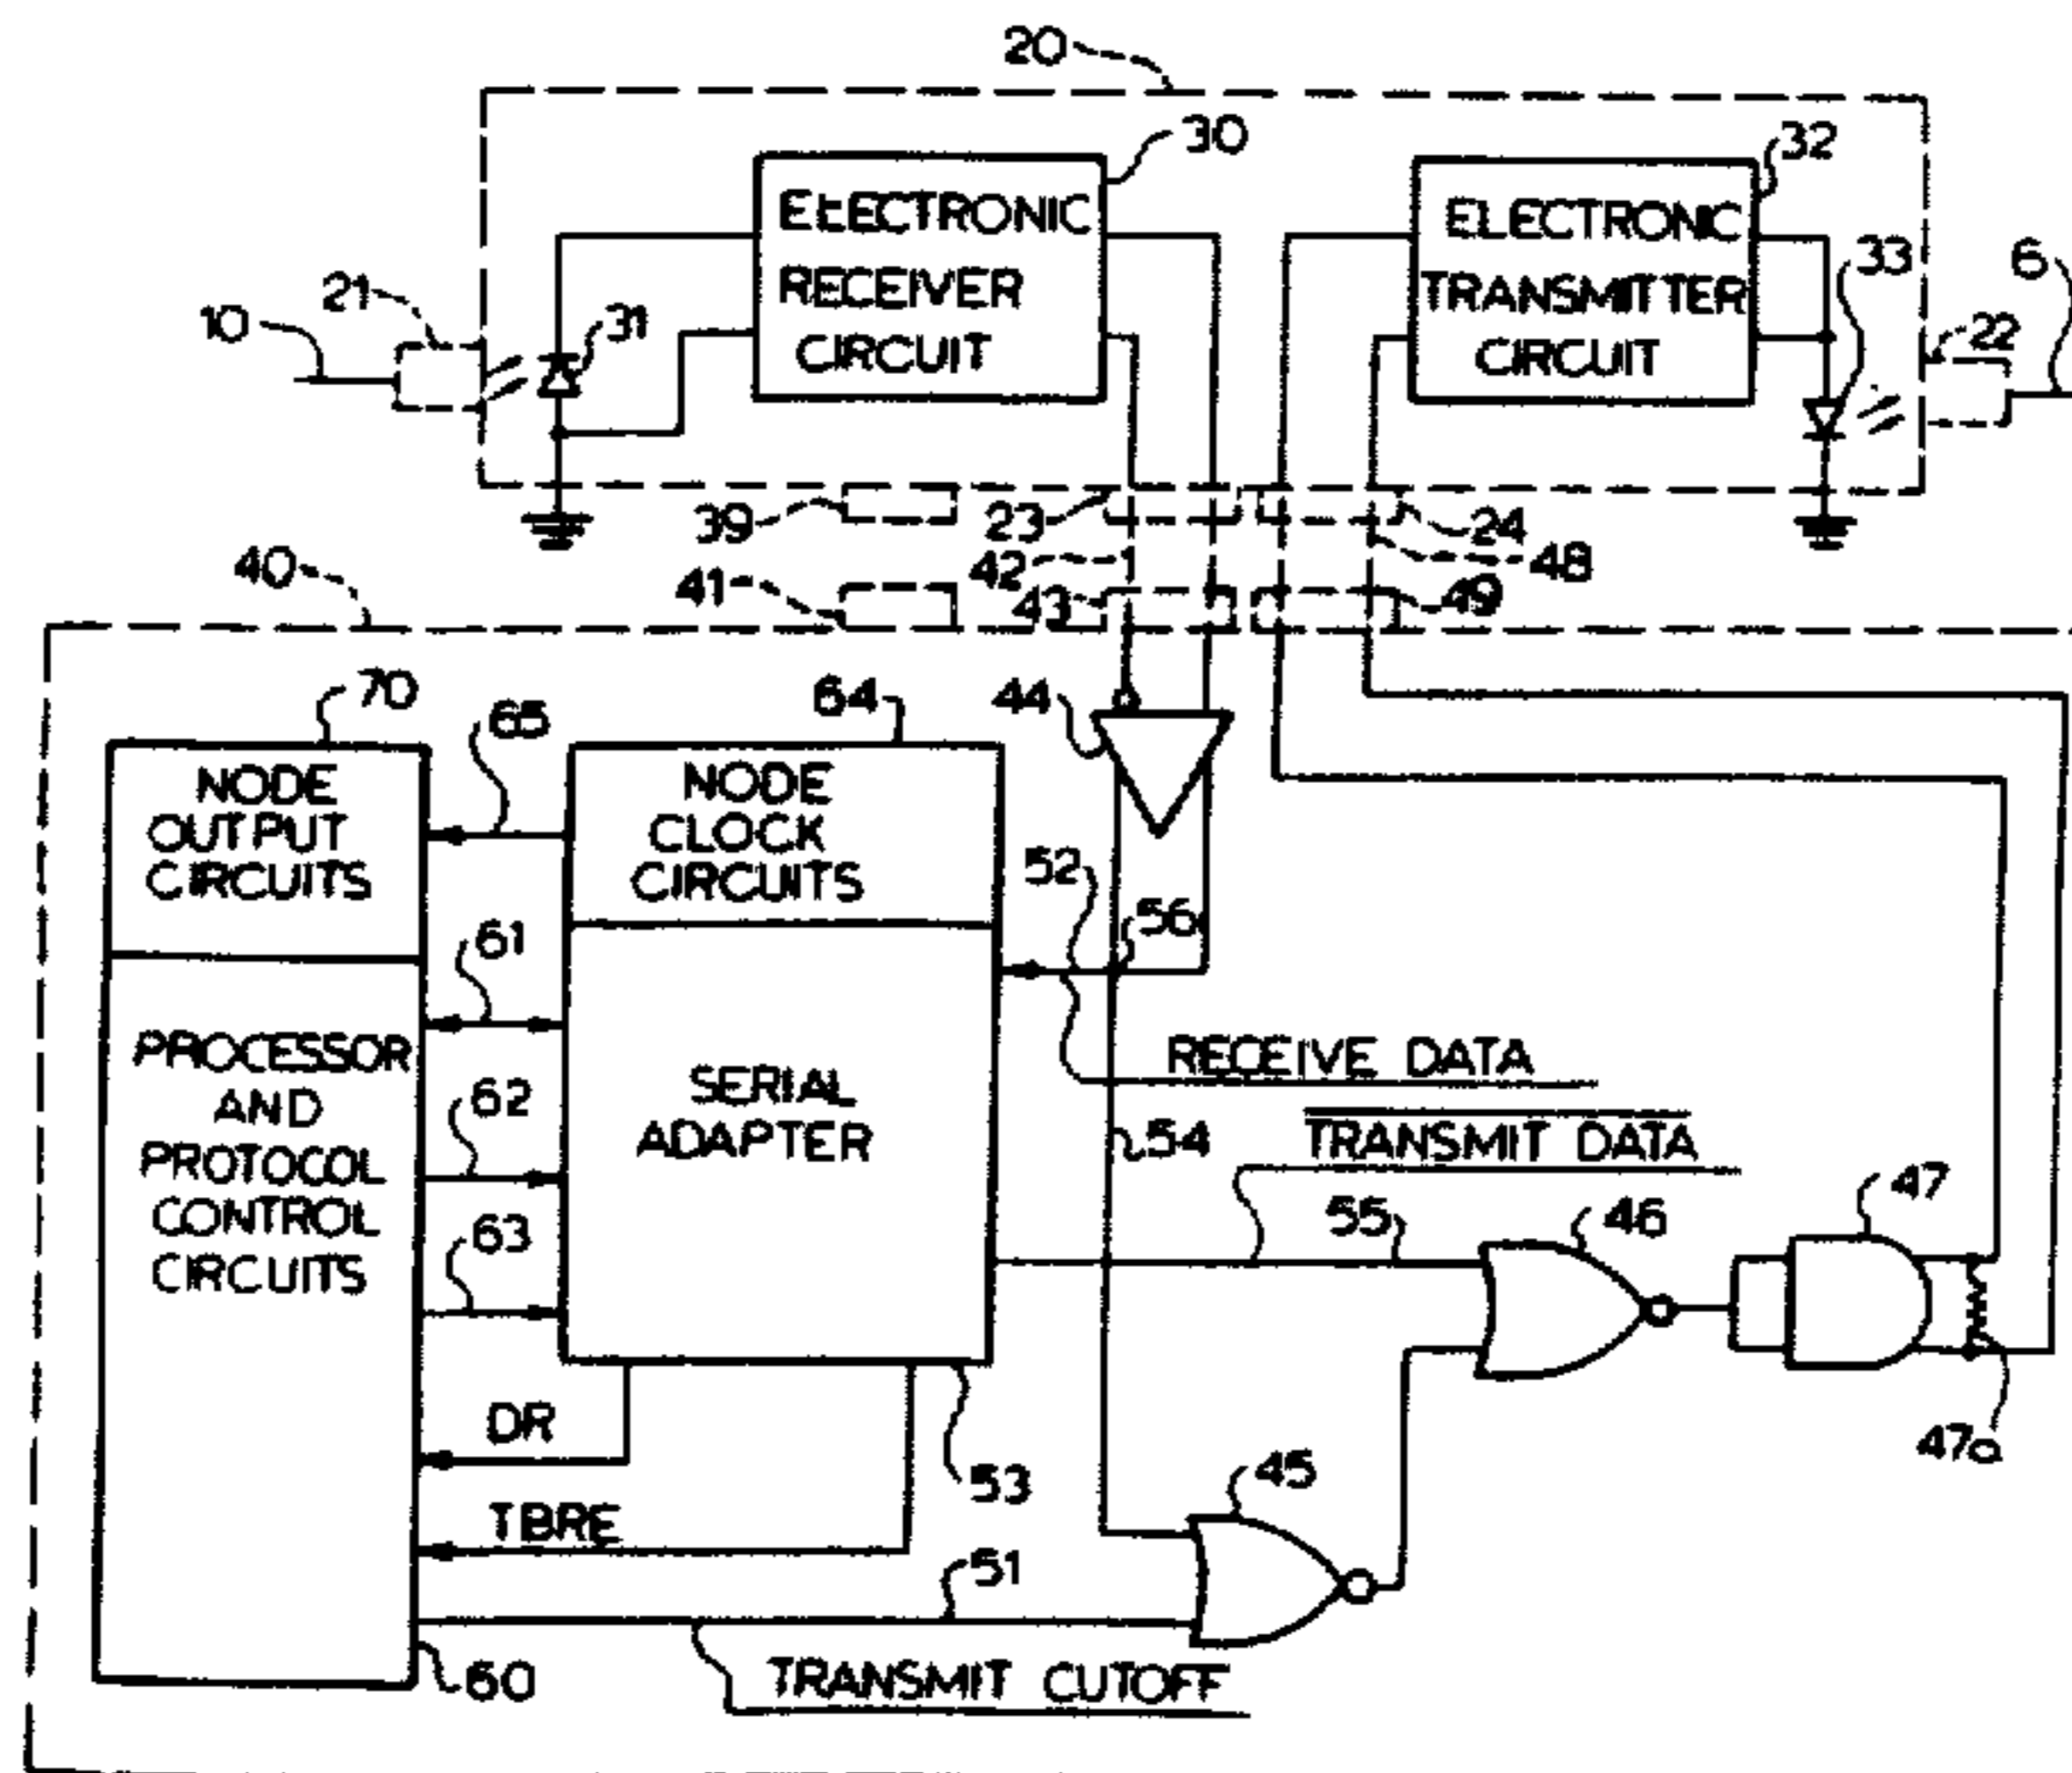 20
30
32
ELECTRONIC
RECEIVER
CIRCUIT
ELECTRONIC
TRANSMITTER
CIRCUIT
33
6
21
10
31
22
39
23
24
42
48
40
41
43
49
70
65
64
44
NODE
OUTPUT
CIRCUITS
NODE
CLOCK
CIRCUITS
52
56
61
PROCESSOR
AND
PROTOCOL
CONTROL
CIRCUITS
SERIAL
ADAPTER
RECEIVE DATA
62
54
TRANSMIT DATA
47
63
55
46
DR
53
45
47a
TBRE
51
60
TRANSMIT CUTOFF